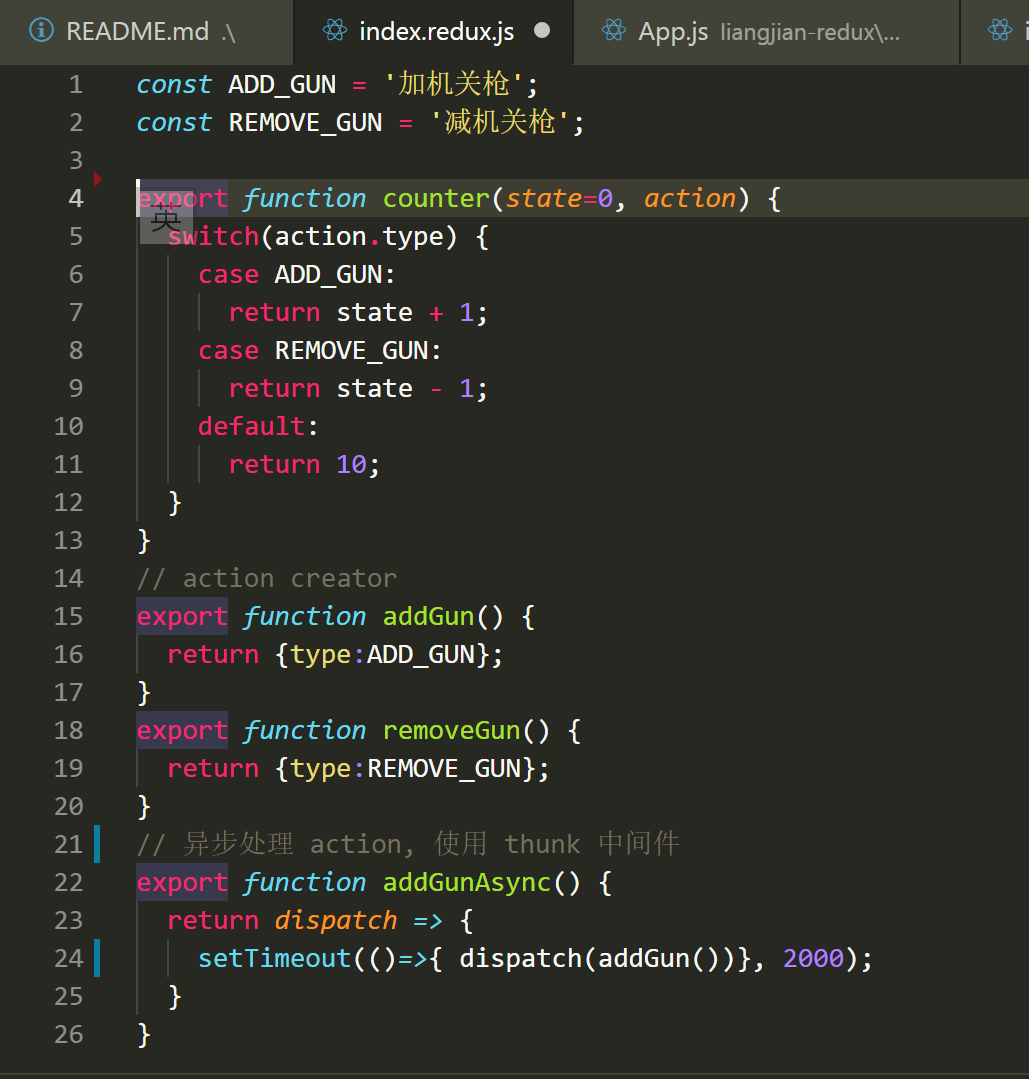 README.md .\ index.redux.js App.js liangjian-redux\...
1 const ADD_GUN = '加机关枪';
2 const REMOVE_GUN = '减机关枪';
3
4 export function counter(state=0, action) {
英
5 switch(action.type) {
6 case ADD_GUN:
7 return state + 1;
8 case REMOVE_GUN:
9 return state - 1;
10 default:
11 return 10;
12 }
13 }
14 // action creator
15 export function addGun() {
16 return {type:ADD_GUN};
17 }
18 export function removeGun() {
19 return {type:REMOVE_GUN};
20 }
21 // 异步处理 action, 使用 thunk 中间件
22 export function addGunAsync() {
23 return dispatch => {
24 setTimeout(()=>{ dispatch(addGun())}, 2000);
25 }
26 }